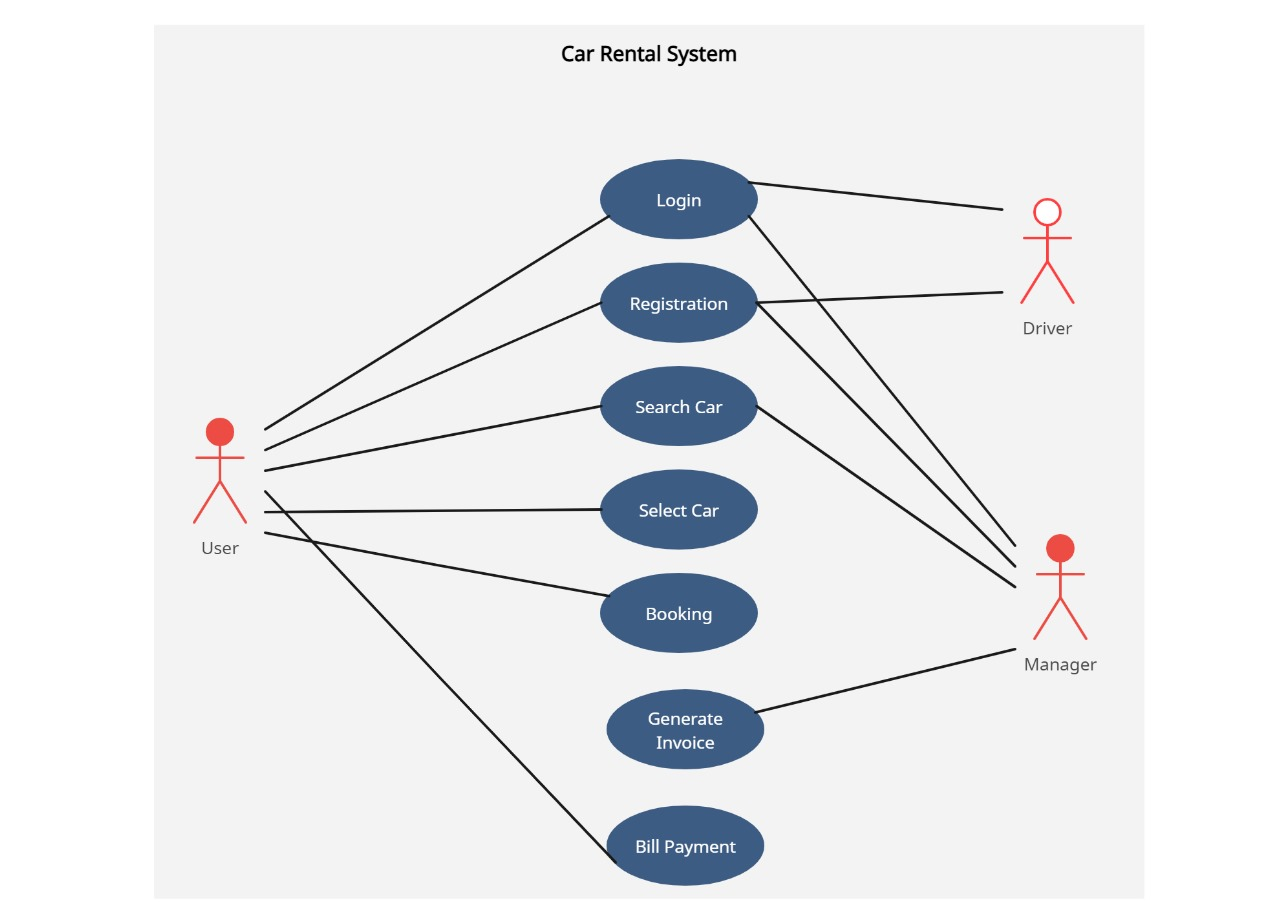 Car Rental System
Login
Registration
Driver
Search Car
Select Car
User
Booking
Manager
Generate
Invoice
Bill Payment